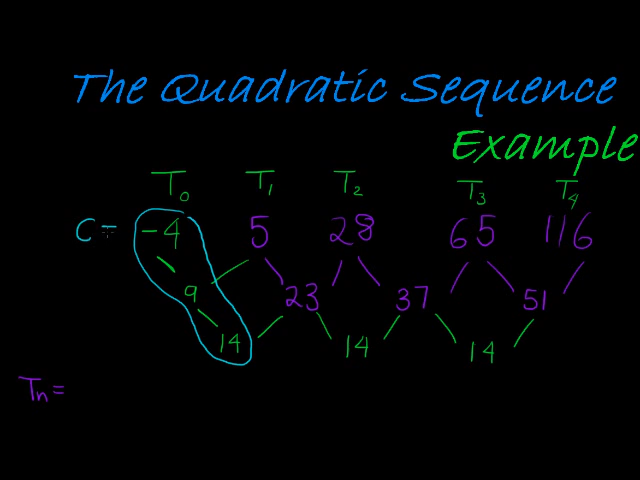 The Quadratic Sequence
Example
T₀ T₁ T₂ T₃ T₄
C = -4 5 28 65 116
9 23 37 51
14 14 14
Tₙ =